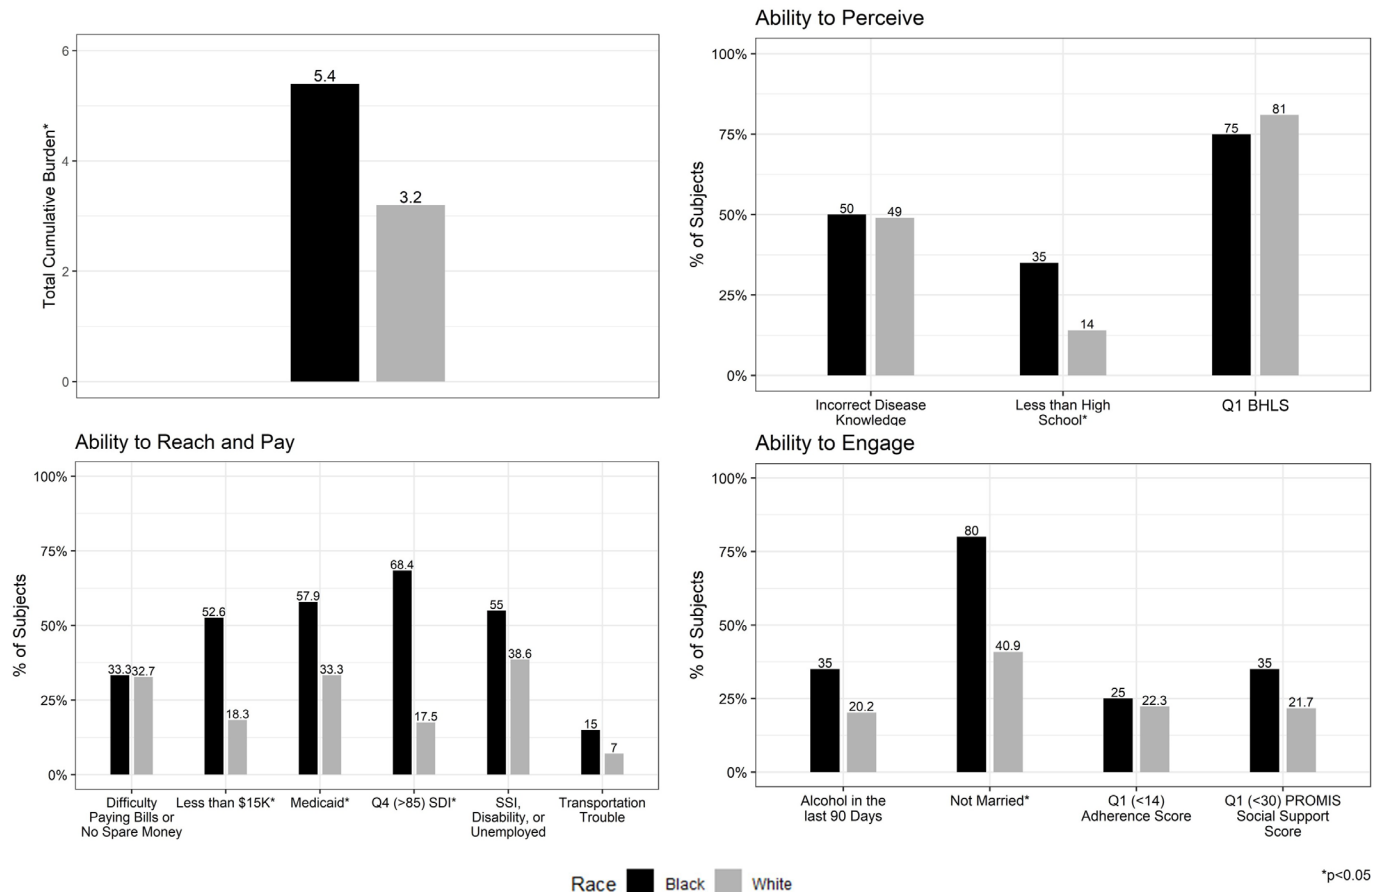 6
4
2
0
Total Cumulative Burden*
5.4
3.2
Ability to Perceive
100%
75%
50%
25%
0%
% of Subjects
50
49
35
14
75
81
Incorrect Disease
Knowledge
Less than High
School*
Q1 BHLS
Ability to Reach and Pay
100%
75%
50%
25%
0%
% of Subjects
33.3
32.7
52.6
18.3
57.9
33.3
68.4
17.5
55
38.6
15
7
Difficulty
Paying Bills or
No Spare Money
Less than $15K*
Medicaid*
Q4 (>85) SDI*
SSI,
Disability, or
Unemployed
Transportation
Trouble
Ability to Engage
100%
75%
50%
25%
0%
% of Subjects
35
20.2
80
40.9
25
22.3
35
21.7
Alcohol in the
last 90 Days
Not Married*
Q1 (<14)
Adherence Score
Q1 (<30) PROMIS
Social Support
Score
Race Black White
*p<0.05